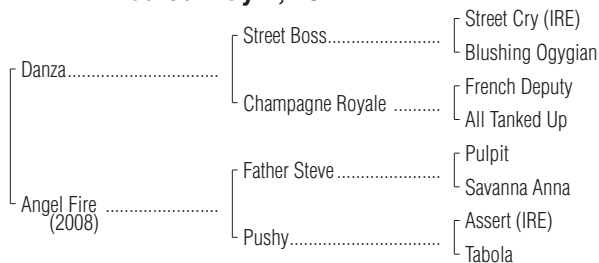 Street Cry (IRE)
Street Boss
Blushing Ogygian
Danza
French Deputy
Champagne Royale
All Tanked Up
Pulpit
Father Steve
Savanna Anna
Angel Fire
(2008)
Assert (IRE)
Pushy
Tabola